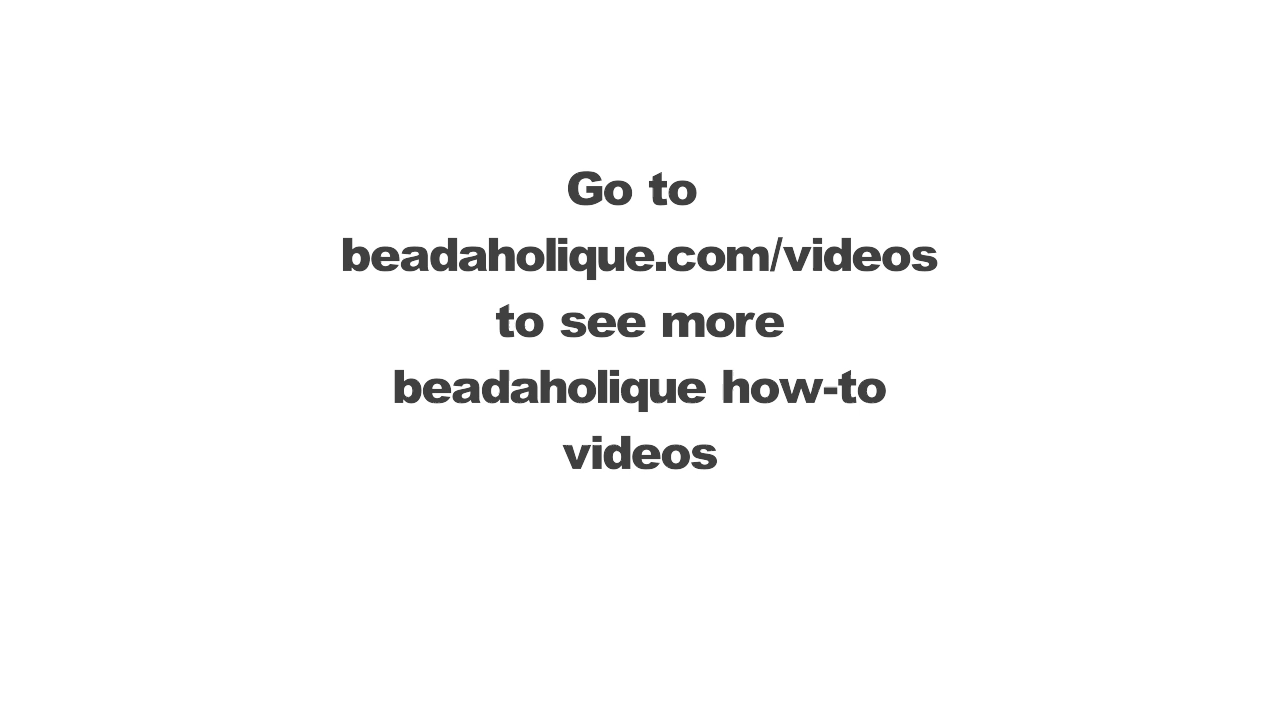 Go to
beadaholique.com/videos
to see more
beadaholique how-to
videos